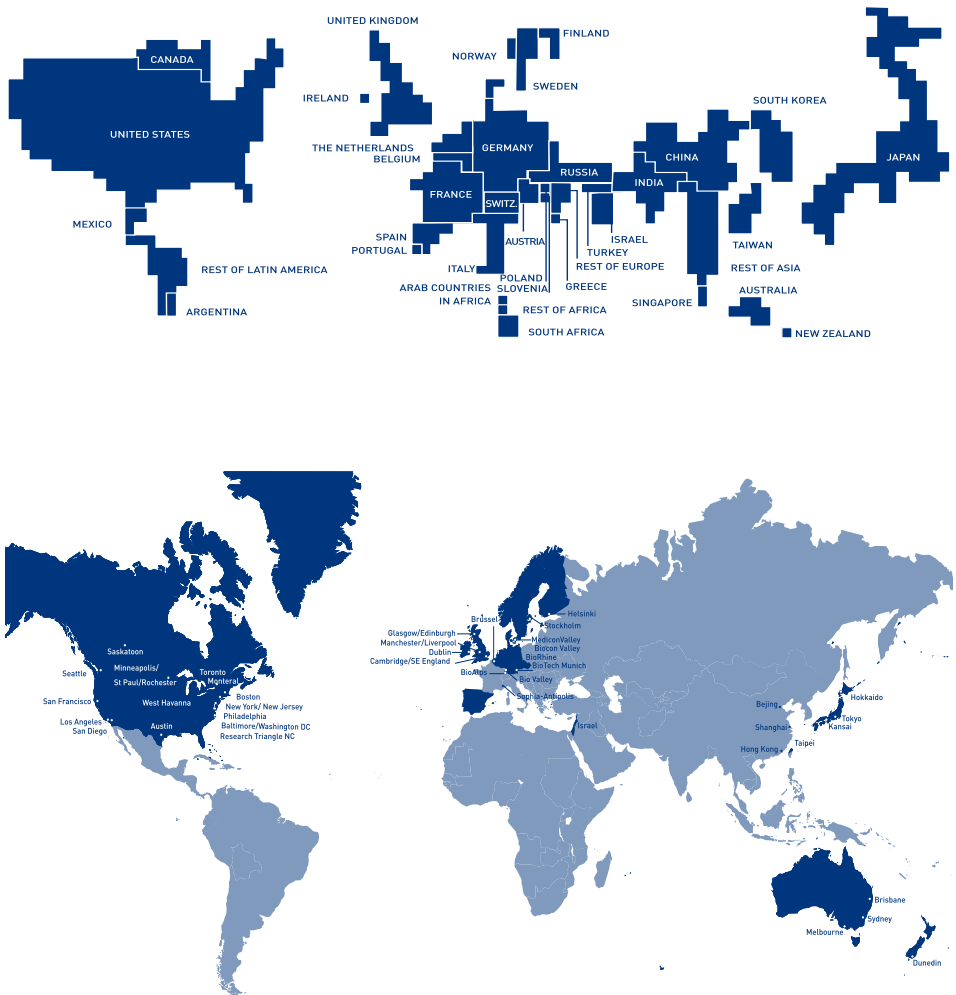 UNITED KINGDOM
FINLAND
NORWAY
CANADA
SWEDEN
IRELAND
SOUTH KOREA
UNITED STATES
THE NETHERLANDS
GERMANY
BELGIUM
CHINA
JAPAN
RUSSIA
INDIA
FRANCE
SWITZ.
MEXICO
SPAIN
AUSTRIA
ISRAEL
TAIWAN
PORTUGAL
TURKEY
REST OF LATIN AMERICA
ITALY
REST OF EUROPE
REST OF ASIA
POLAND
ARAB COUNTRIES
IN AFRICA
SLOVENIA
GREECE
AUSTRALIA
SINGAPORE
ARGENTINA
REST OF AFRICA
SOUTH AFRICA
NEW ZEALAND
Helsinki
Brussel
Stockholm
Glasgow/Edinburgh
MediconValley
Manchester/Liverpool
Biocon Valley
Dublin
BioRhine
Cambridge/SE England
BioTech Munich
BioAlps
Bio Valley
Sophia-Antipolis
Israel
Saskatoon
Minneapolis/
St Paul/Rochester
Seattle
Toronto
Monteral
San Francisco
West Havanna
Boston
New York/ New Jersey
Philadelphia
Los Angeles
San Diego
Austin
Baltimore/Washington DC
Research Triangle NC
Hokkaido
Bejing
Tokyo
Kansai
Shanghai
Taipei
Hong Kong
Brisbane
Sydney
Melbourne
Dunedin